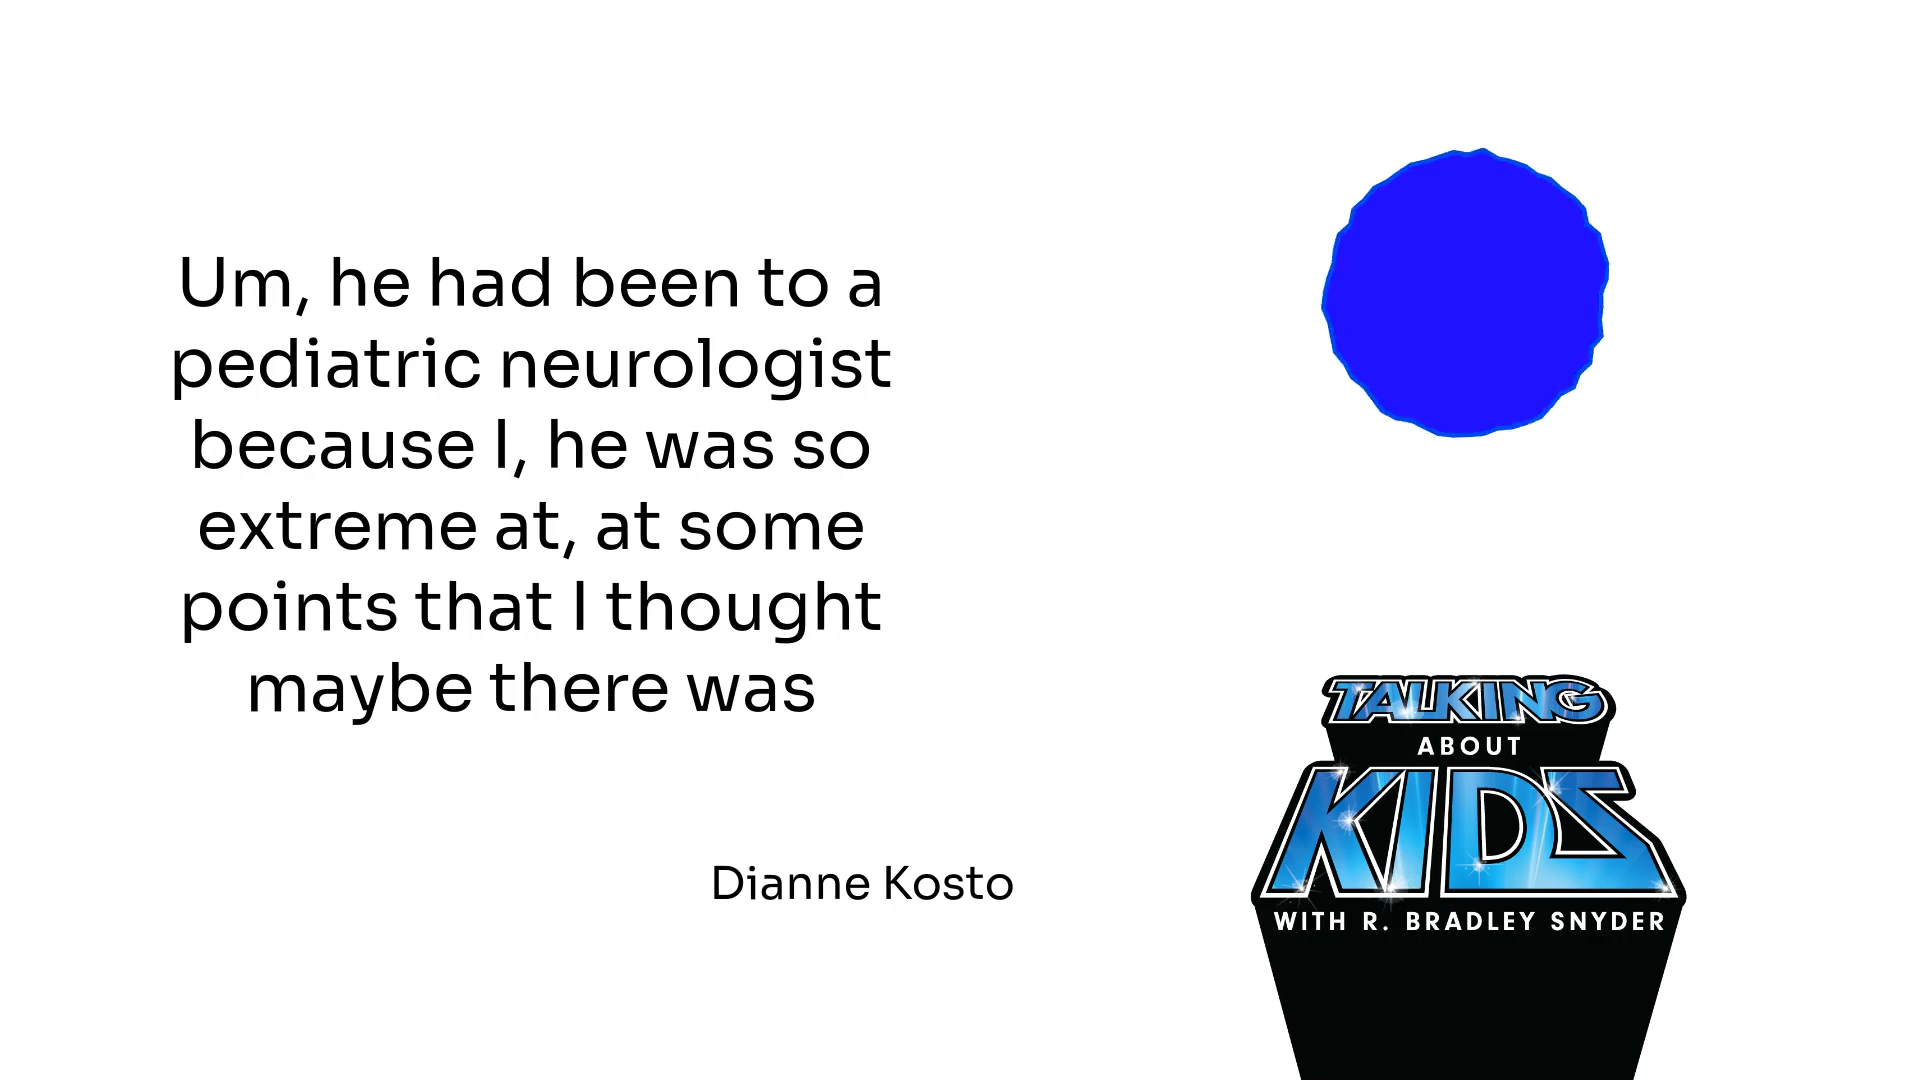 Um, he had been to a
pediatric neurologist
because I, he was so
extreme at, at some
points that I thought
maybe there was
Dianne Kosto
TALKING
ABOUT
KIDS
WITH R. BRADLEY SNYDER